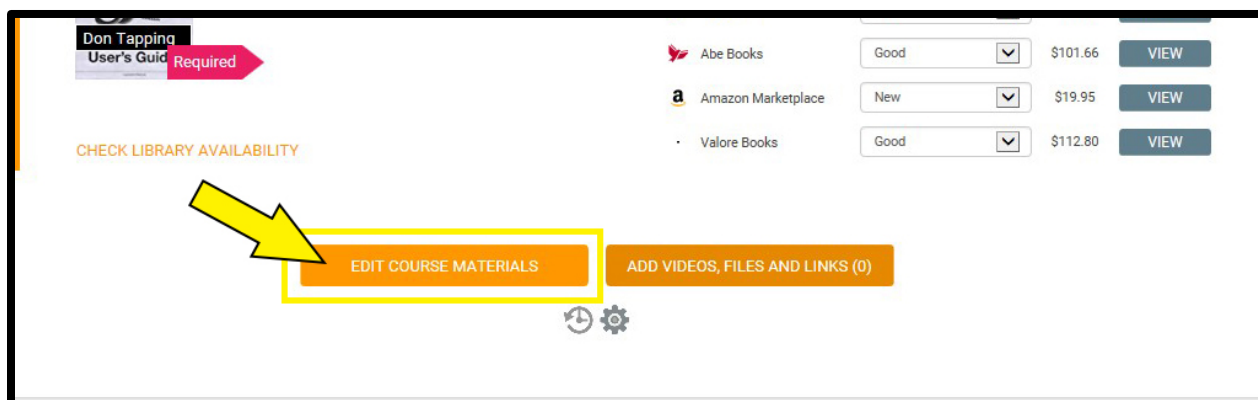 Don Tapping
User's Guid
Required
Abe Books Good $101.66 VIEW
a Amazon Marketplace New $19.95 VIEW
CHECK LIBRARY AVAILABILITY
Valore Books Good $112.80 VIEW
EDIT COURSE MATERIALS
ADD VIDEOS, FILES AND LINKS (0)